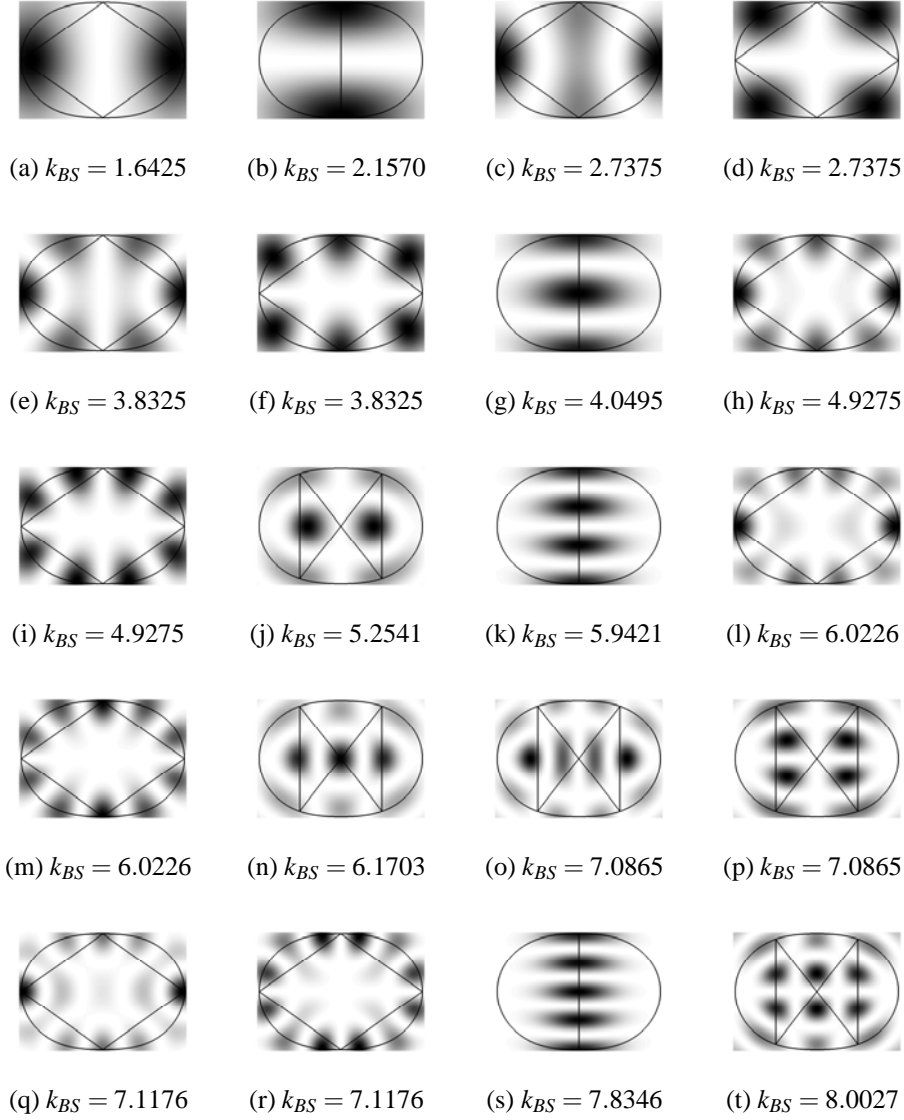 (a) k_BS = 1.6425 (b) k_BS = 2.1570 (c) k_BS = 2.7375 (d) k_BS = 2.7375
(e) k_BS = 3.8325 (f) k_BS = 3.8325 (g) k_BS = 4.0495 (h) k_BS = 4.9275
(i) k_BS = 4.9275 (j) k_BS = 5.2541 (k) k_BS = 5.9421 (l) k_BS = 6.0226
(m) k_BS = 6.0226 (n) k_BS = 6.1703 (o) k_BS = 7.0865 (p) k_BS = 7.0865
(q) k_BS = 7.1176 (r) k_BS = 7.1176 (s) k_BS = 7.8346 (t) k_BS = 8.0027